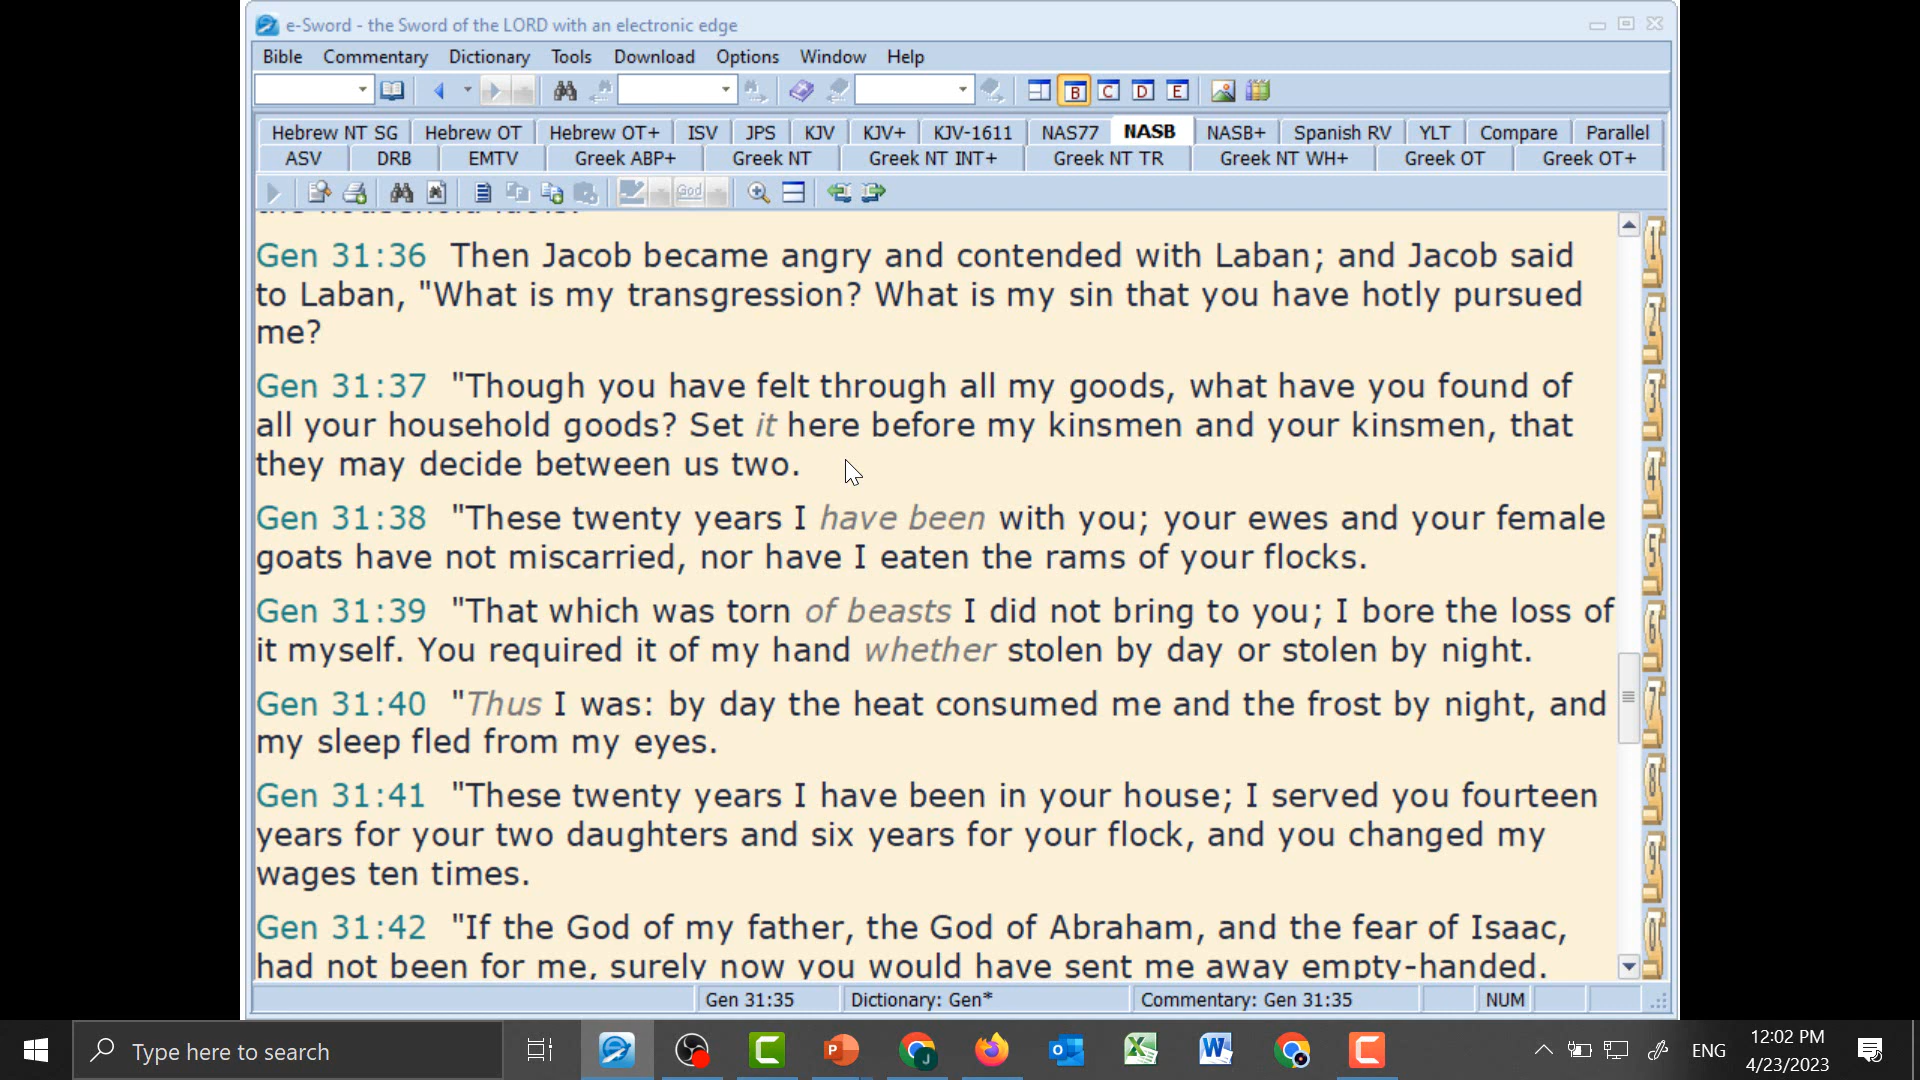 e-Sword - the Sword of the LORD with an electronic edge
Bible Commentary Dictionary Tools Download Options Window Help
B C D E
Hebrew NT SG Hebrew OT Hebrew OT+ ISV JPS KJV KJV+ KJV-1611 NAS77 NASB NASB+ Spanish RV YLT Compare Parallel
ASV DRB EMTV Greek ABP+ Greek NT Greek NT INT+ Greek NT TR Greek NT WH+ Greek OT Greek OT+
God
Gen 31:36 Then Jacob became angry and contended with Laban; and Jacob said
to Laban, "What is my transgression? What is my sin that you have hotly pursued
me?
Gen 31:37 "Though you have felt through all my goods, what have you found of
all your household goods? Set it here before my kinsmen and your kinsmen, that
they may decide between us two.
Gen 31:38 "These twenty years I have been with you; your ewes and your female
goats have not miscarried, nor have I eaten the rams of your flocks.
Gen 31:39 "That which was torn of beasts I did not bring to you; I bore the loss of
it myself. You required it of my hand whether stolen by day or stolen by night.
Gen 31:40 "Thus I was: by day the heat consumed me and the frost by night, and
my sleep fled from my eyes.
Gen 31:41 "These twenty years I have been in your house; I served you fourteen
years for your two daughters and six years for your flock, and you changed my
wages ten times.
Gen 31:42 "If the God of my father, the God of Abraham, and the fear of Isaac,
had not been for me, surely now you would have sent me away empty-handed.
1
2
3
4
5
6
7
8
9
0
Gen 31:35 Dictionary: Gen* Commentary: Gen 31:35 NUM
Type here to search
ENG
12:02 PM
4/23/2023